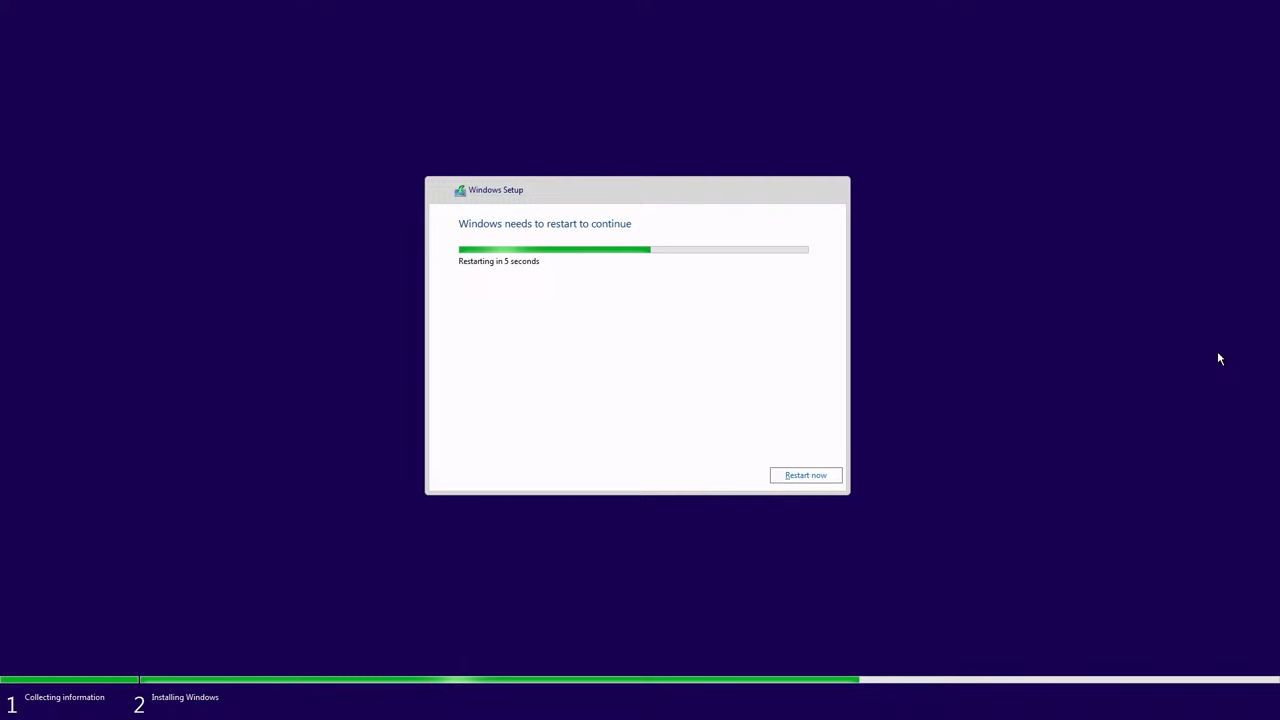 Windows Setup
Windows needs to restart to continue
Restarting in 5 seconds
Restart now
1 Collecting information
2 Installing Windows